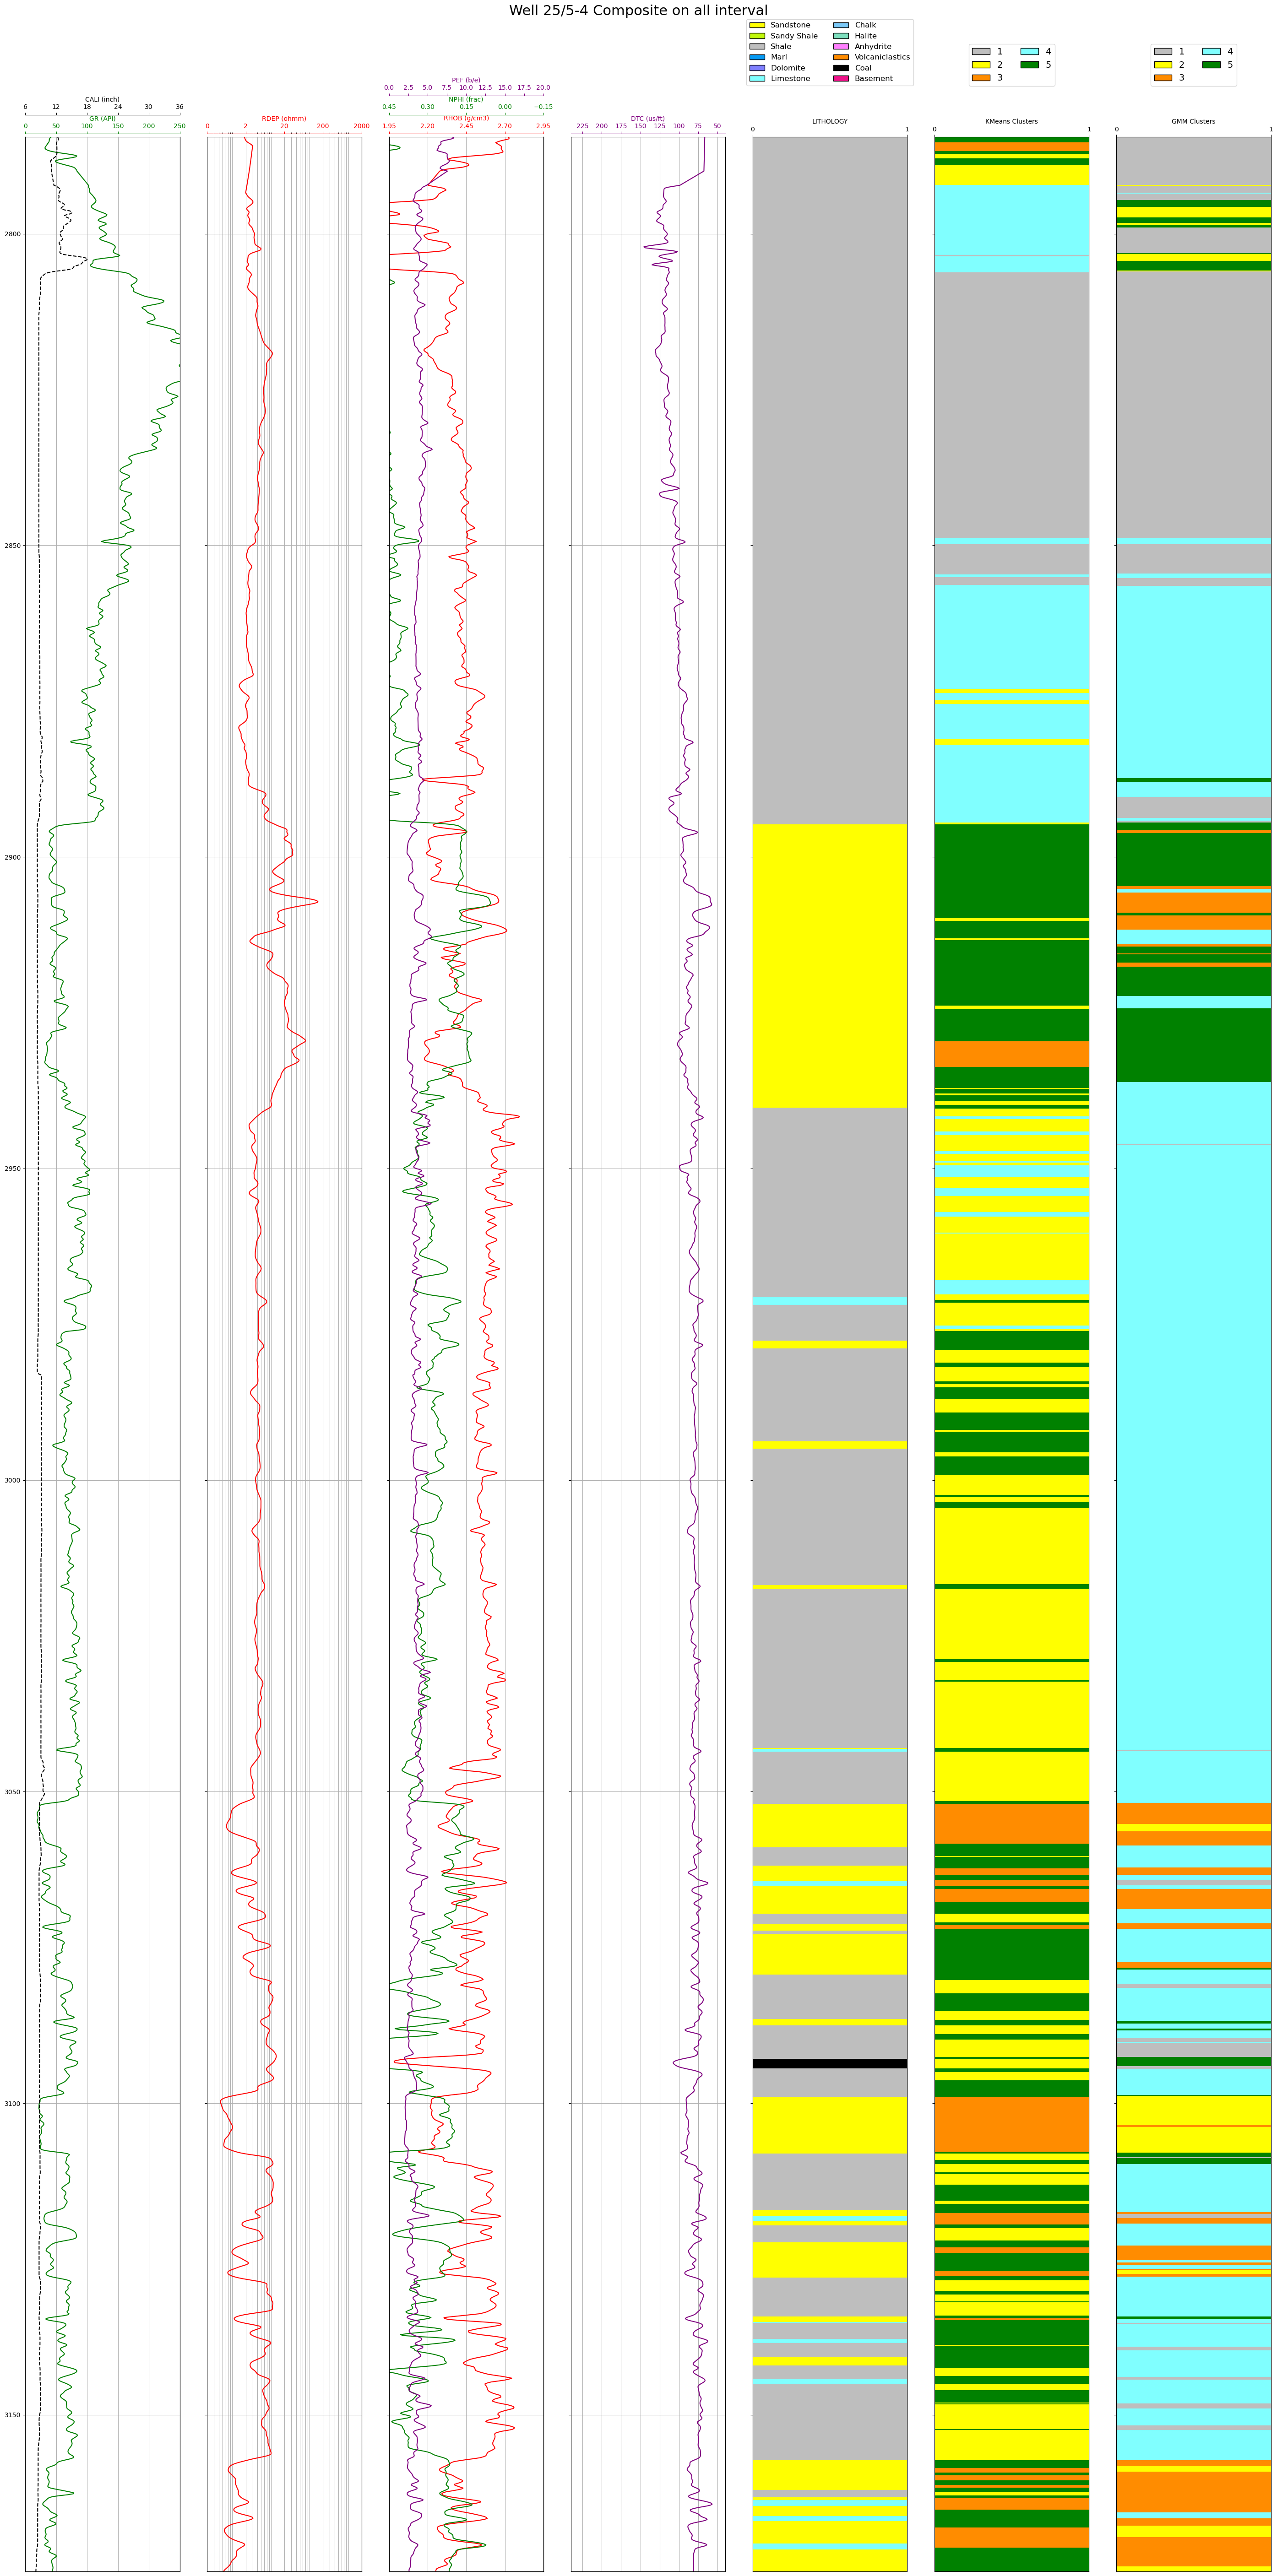 Well 25/5-4 Composite on all interval
Sandstone Chalk
Sandy Shale Halite
Shale Anhydrite
Marl Volcaniclastics
Dolomite Coal
Limestone Basement
1 4
2 5
3
1 4
2 5
3
PEF (b/e)
0.0 2.5 5.0 7.5 10.0 12.5 15.0 17.5 20.0
CALI (inch)
6 12 18 24 30 36
NPHI (frac)
0.45 0.30 0.15 0.00 −0.15
GR (API)
0 50 100 150 200 250
RDEP (ohmm)
0 2 20 200 2000
RHOB (g/cm3)
1.95 2.20 2.45 2.70 2.95
DTC (us/ft)
225 200 175 150 125 100 75 50
LITHOLOGY
0 1
KMeans Clusters
0 1
GMM Clusters
0 1
2800
2850
2900
2950
3000
3050
3100
3150